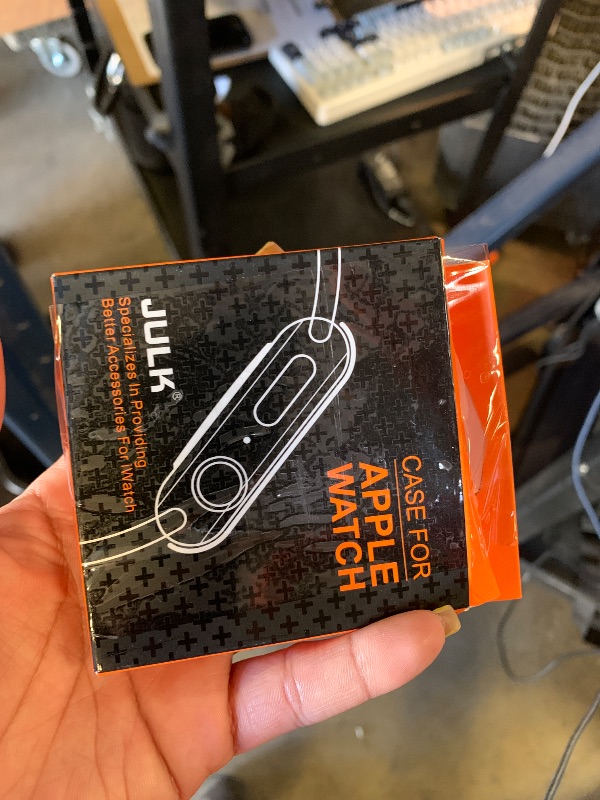 JULK®
Specializes In Providing
Better Accessories For iWatch
CASE FOR
APPLE
WATCH